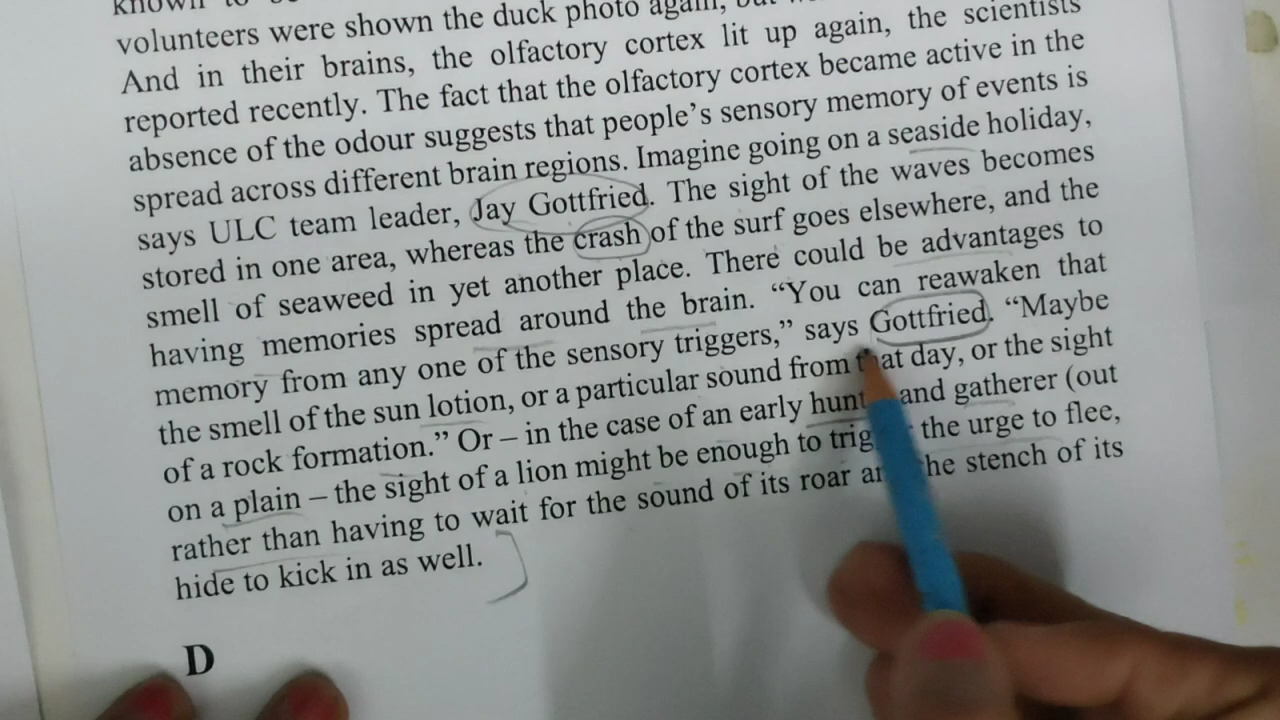 known to
volunteers were shown the duck photo again, but
And in their brains, the olfactory cortex lit up again, the scientists
reported recently. The fact that the olfactory cortex became active in the
absence of the odour suggests that people's sensory memory of events is
spread across different brain regions. Imagine going on a seaside holiday,
says ULC team leader, Jay Gottfried. The sight of the waves becomes
stored in one area, whereas the crash of the surf goes elsewhere, and the
smell of seaweed in yet another place. There could be advantages to
having memories spread around the brain. “You can reawaken that
memory from any one of the sensory triggers,” says Gottfried. “Maybe
the smell of the sun lotion, or a particular sound from that day, or the sight
of a rock formation.” Or – in the case of an early and gatherer (out
on a plain – the sight of a lion might be enough to the urge to flee,
rather than having to wait for the sound of its roar stench of its
hide to kick in as well.
D